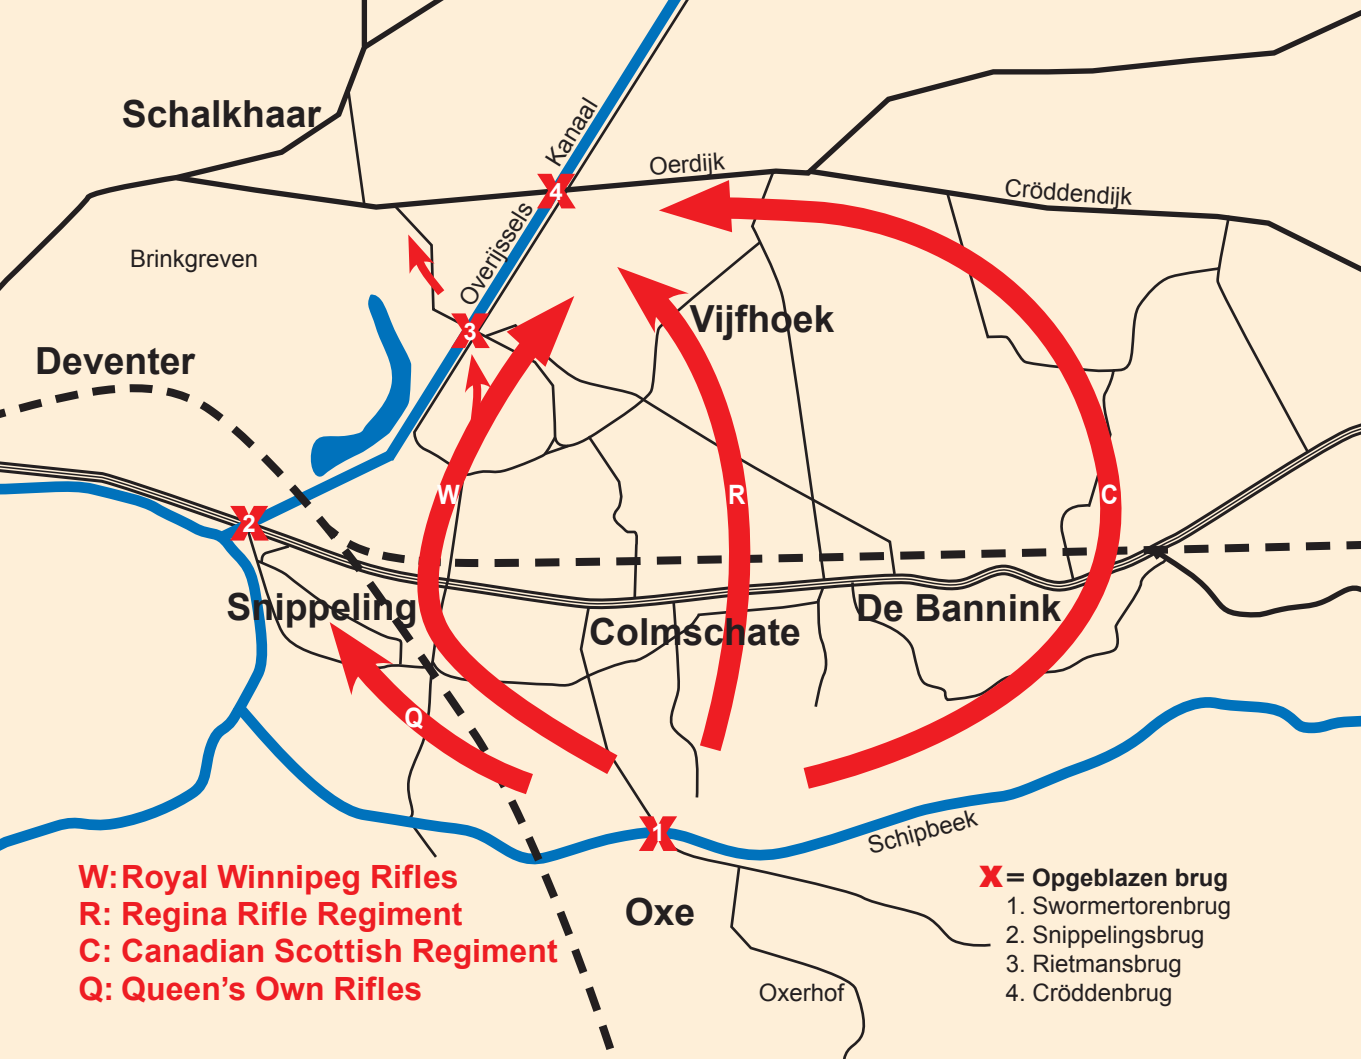 Schalkhaar
Kanaal
4
Oerdijk
Cröddendijk
Overijssels
Brinkgreven
3
Vijfhoek
Deventer
W
R
C
2
Snippeling
Colmschate
De Bannink
Q
1
Schipbeek
W: Royal Winnipeg Rifles
R: Regina Rifle Regiment
C: Canadian Scottish Regiment
Q: Queen’s Own Rifles
Oxe
Oxerhof
X = Opgeblazen brug
1. Swormertorenbrug
2. Snippelingsbrug
3. Rietmansbrug
4. Cröddenbrug